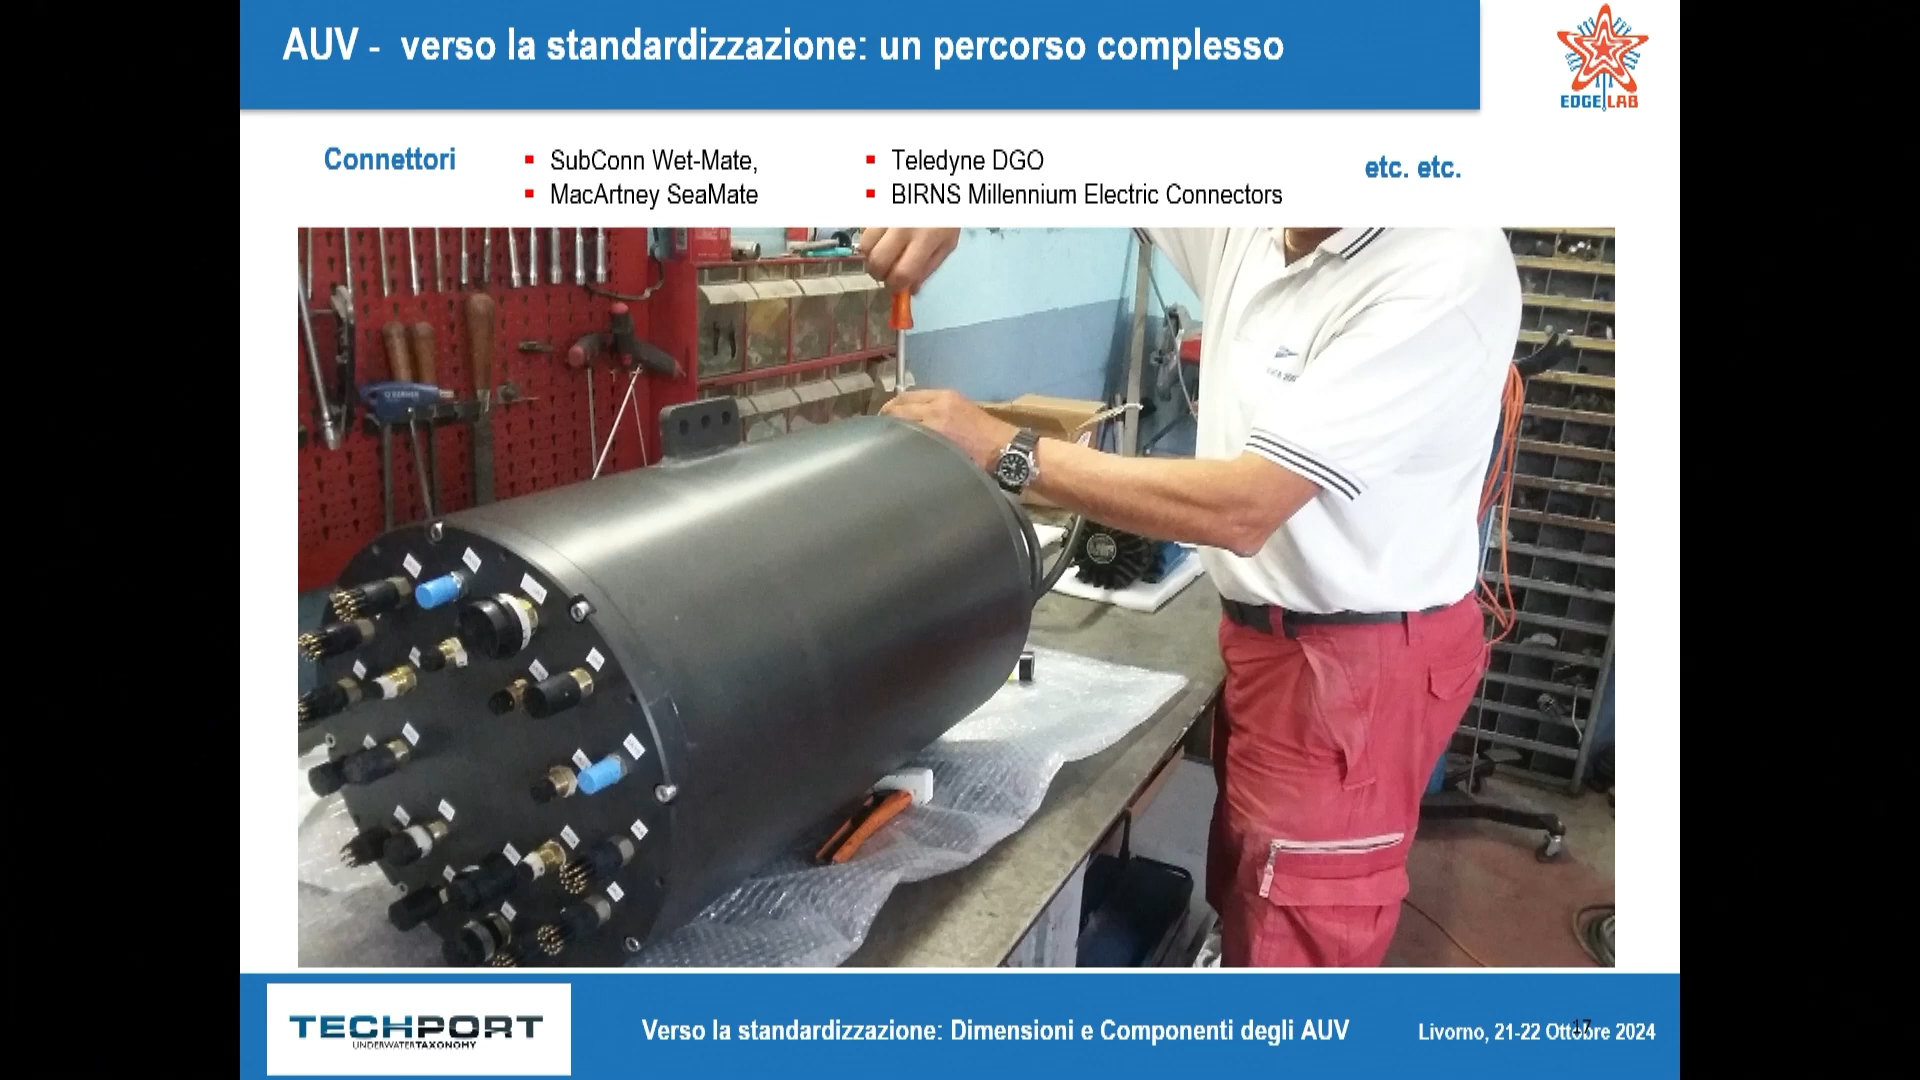 AUV - verso la standardizzazione: un percorso complesso
EDGE LAB
Connettori
SubConn Wet-Mate,
MacArtney SeaMate
Teledyne DGO
BIRNS Millennium Electric Connectors
etc. etc.
TECHPORT
UNDERWATERTAXONOMY
Verso la standardizzazione: Dimensioni e Componenti degli AUV
Livorno, 21-22 Ottobre 2024
17